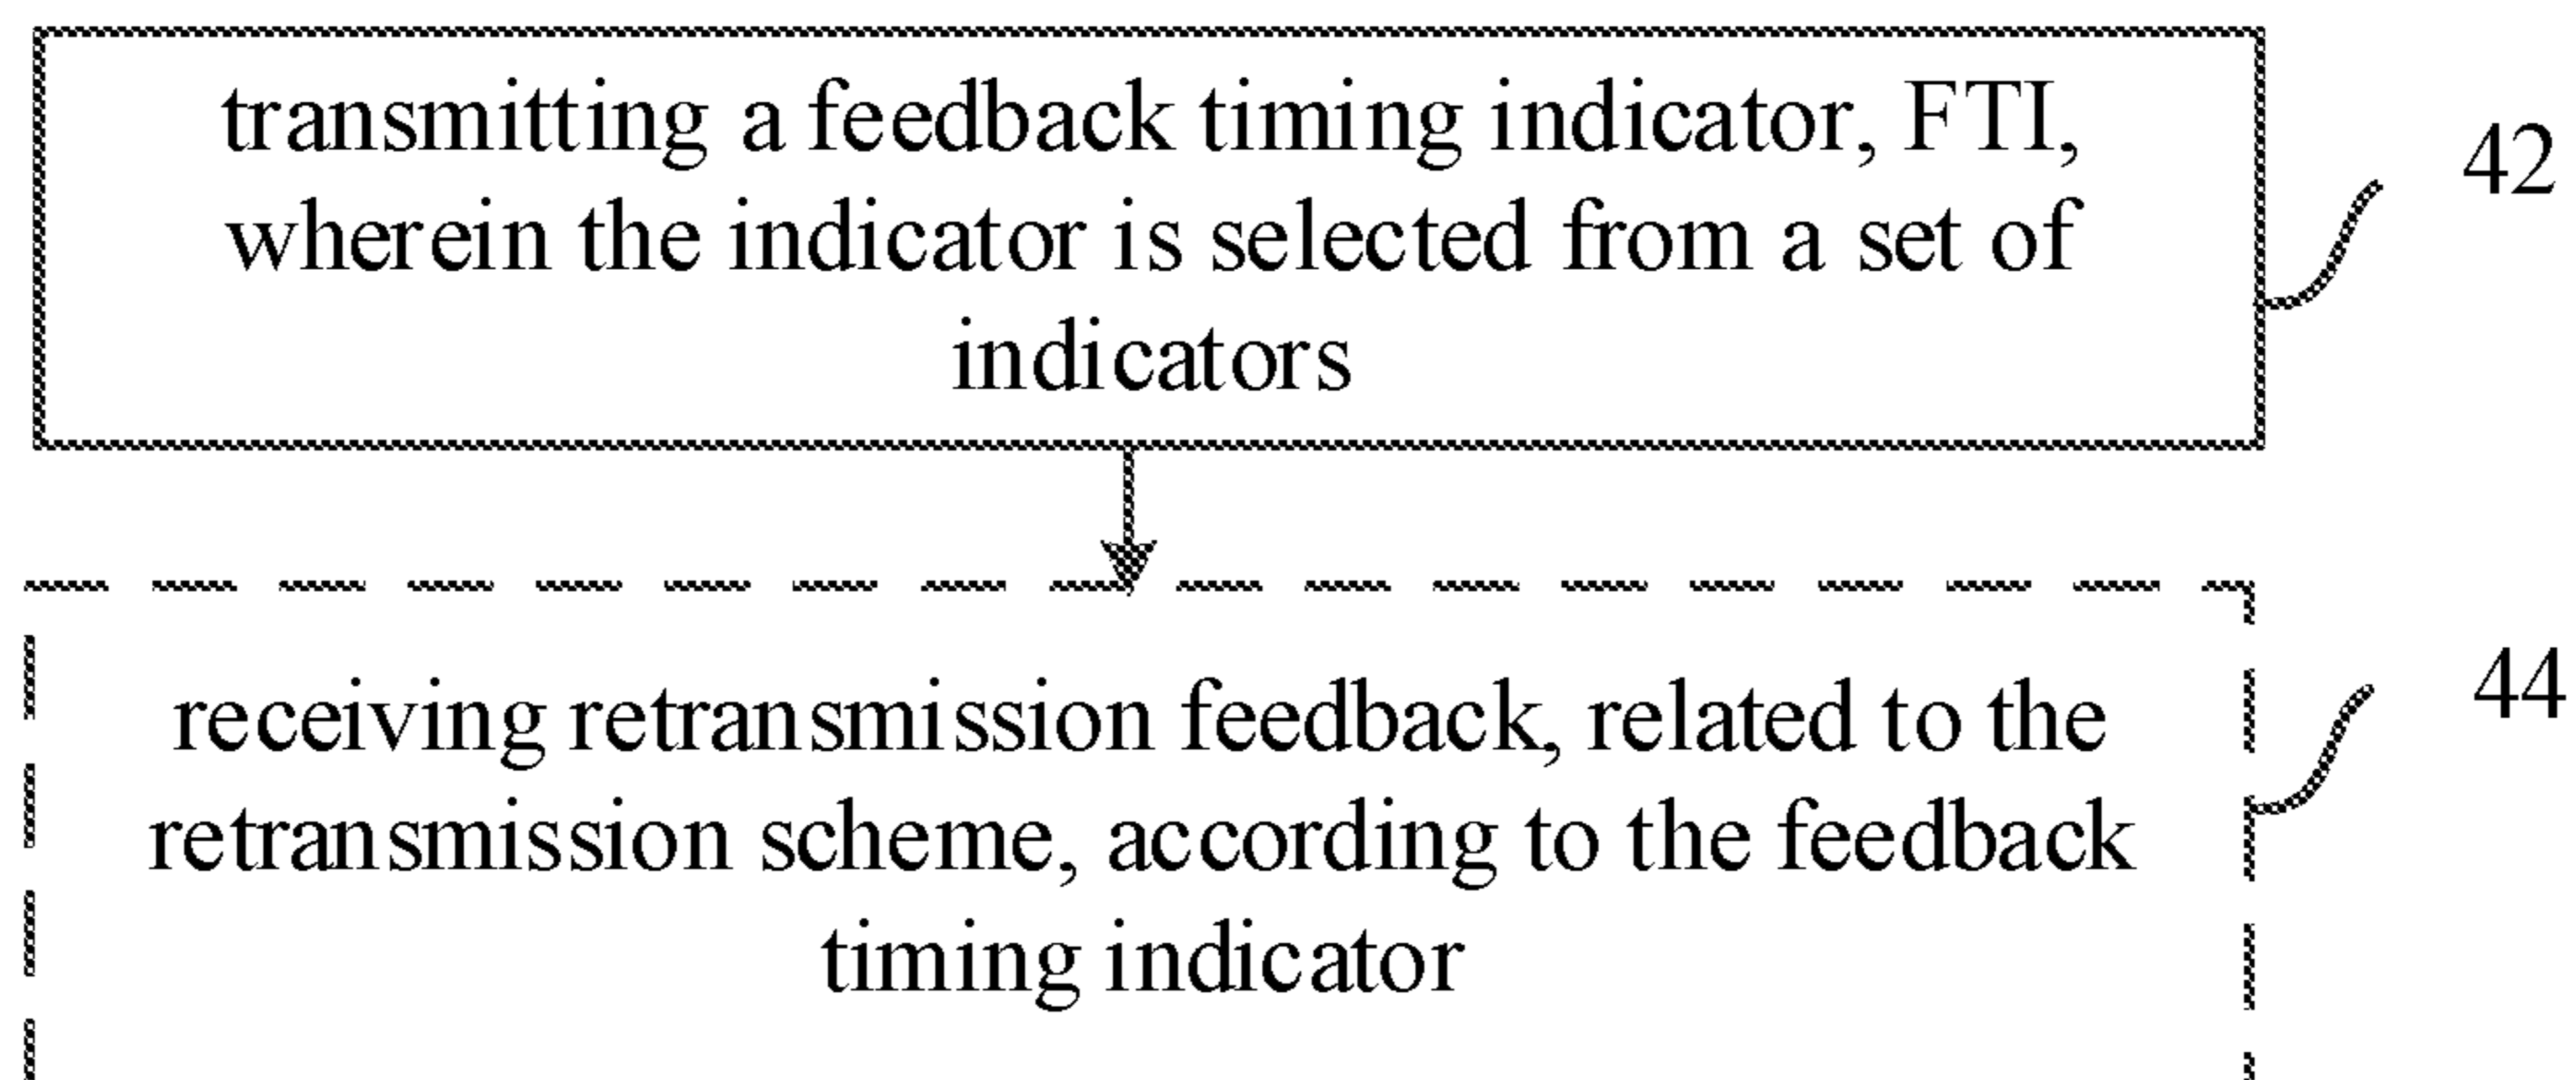 transmitting a feedback timing indicator, FTI,
wherein the indicator is selected from a set of
indicators
42
receiving retransmission feedback, related to the
retransmission scheme, according to the feedback
timing indicator
44